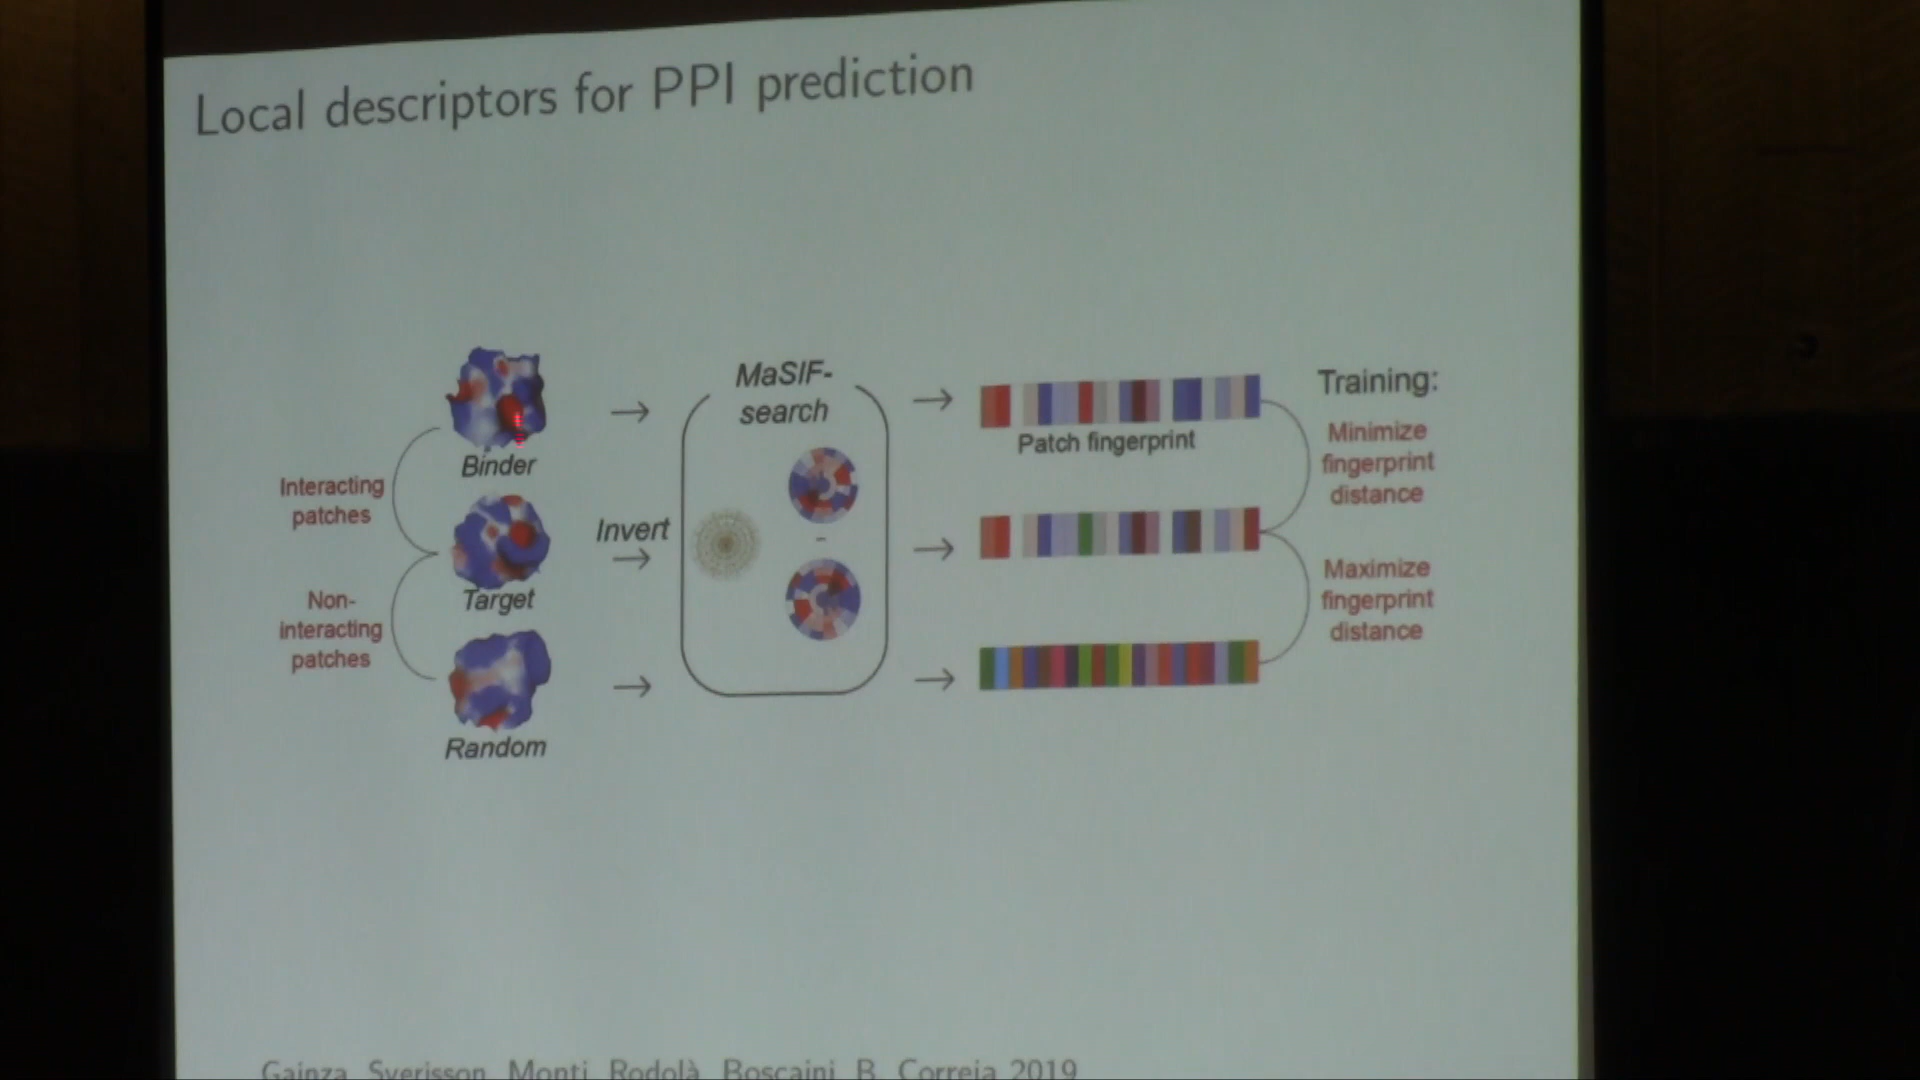 Local descriptors for PPI prediction
MaSIF-
search
Training:
Minimize
fingerprint
distance
Patch fingerprint
Binder
Interacting
patches
Invert
Target
Non-
interacting
patches
Maximize
fingerprint
distance
Random
Gainza, Sverisson, Monti, Rodolà, Boscaini, B, Correia 2019